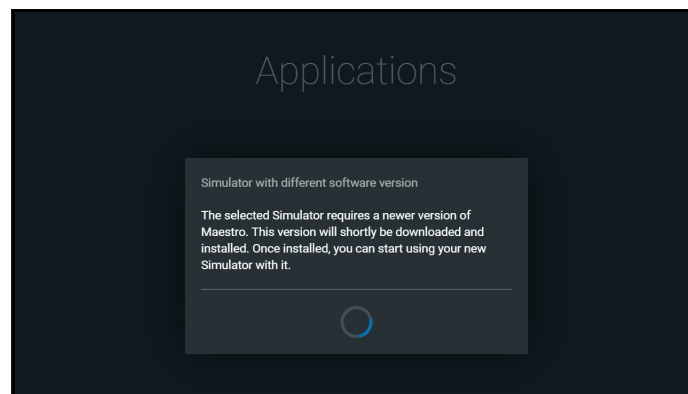 Applications
Simulator with different software version
The selected Simulator requires a newer version of
Maestro. This version will shortly be downloaded and
installed. Once installed, you can start using your new
Simulator with it.